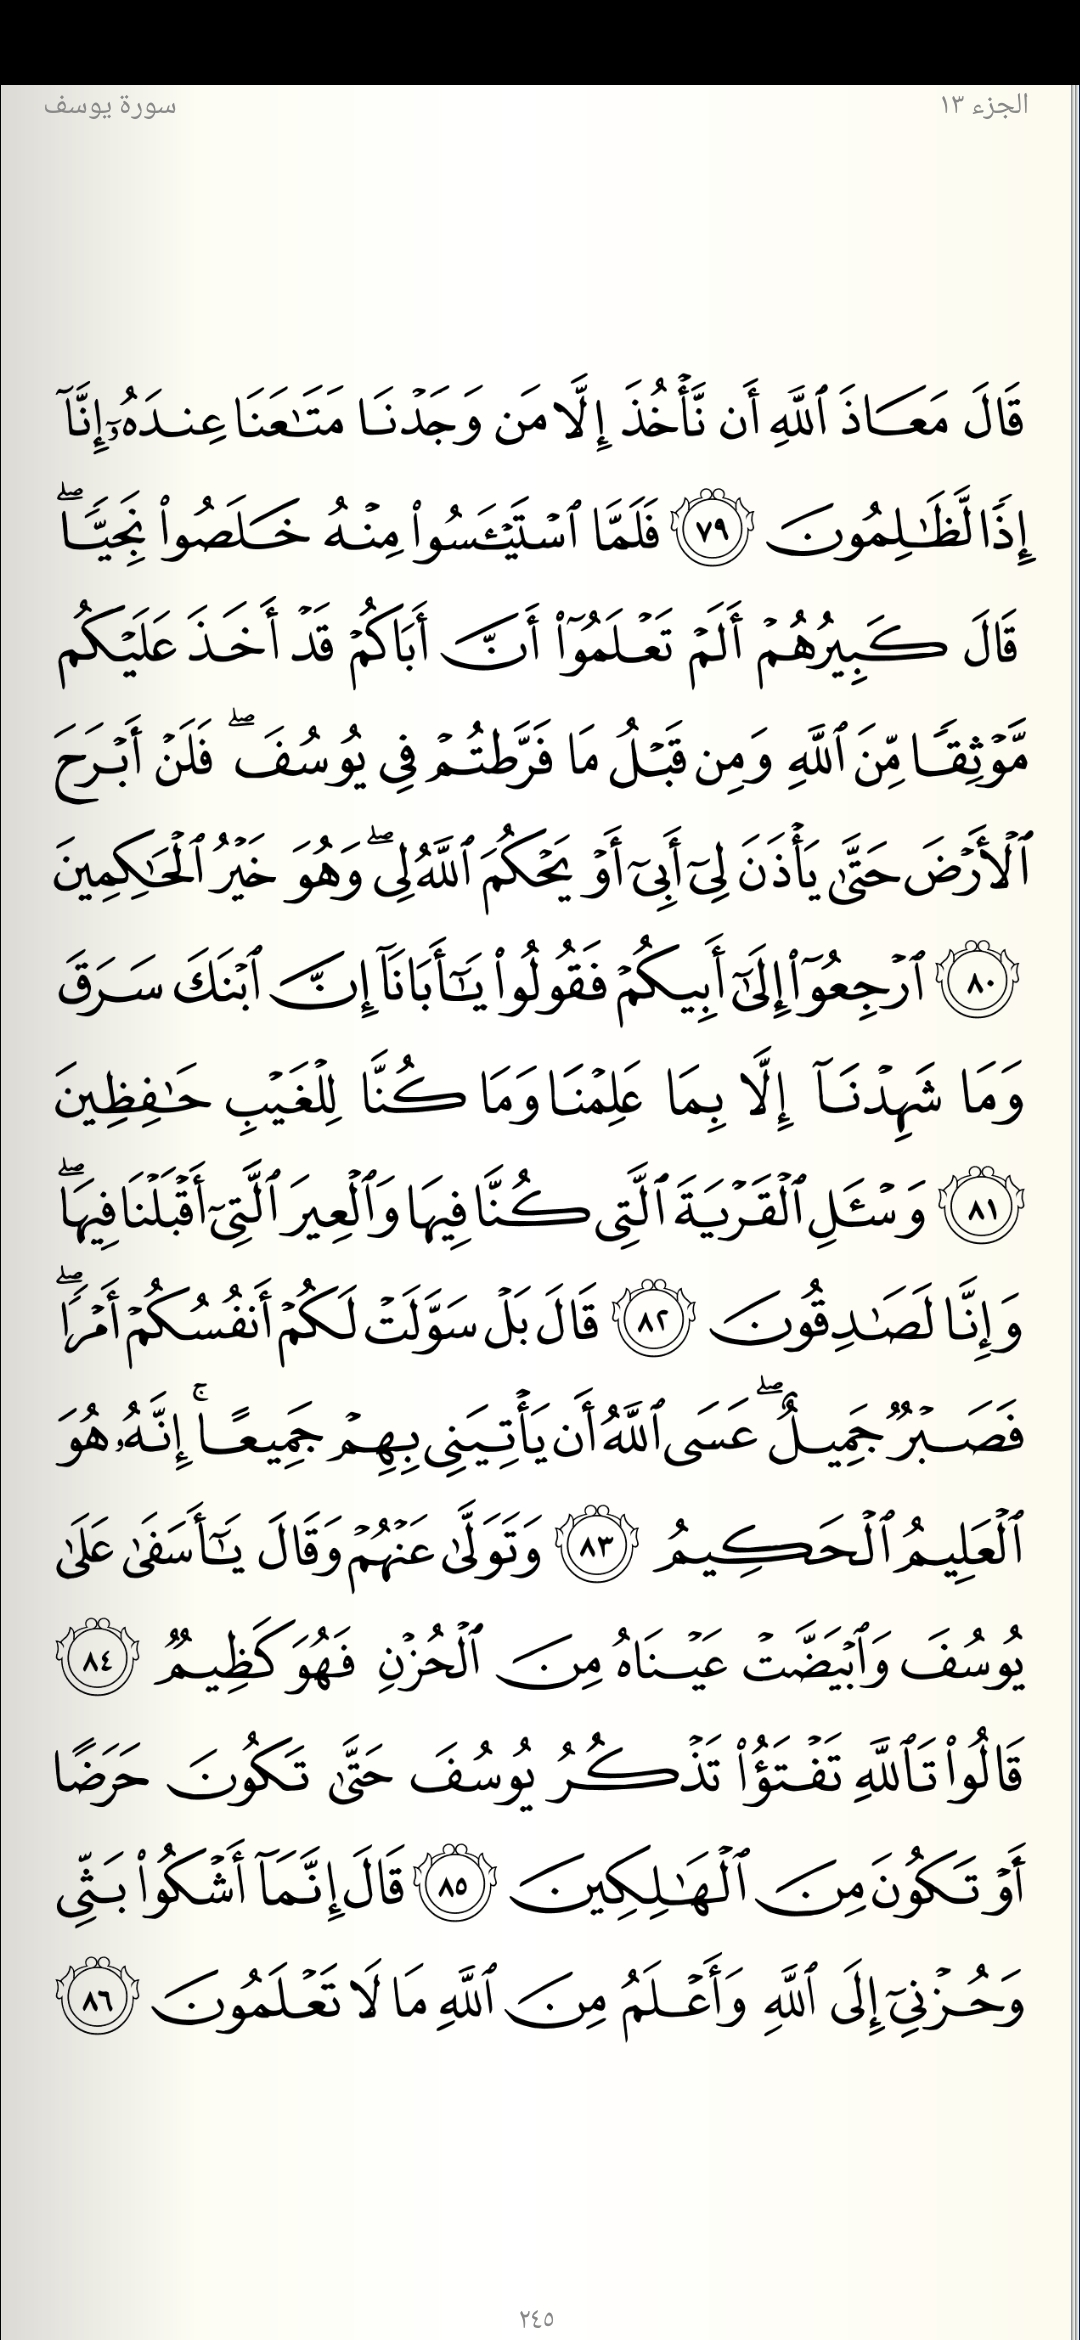 الجزء ١٣
سورة يوسف
قَالَ مَعَاذَ ٱللَّهِ أَن نَّأۡخُذَ إِلَّا مَن وَجَدۡنَا مَتَٰعَنَا عِندَهُۥٓ إِنَّآ
إِذٗا لَّظَٰلِمُونَ ٧٩ فَلَمَّا ٱسۡتَيۡـَٔسُواْ مِنۡهُ خَلَصُواْ نَجِيّٗاۖ
قَالَ كَبِيرُهُمۡ أَلَمۡ تَعۡلَمُوٓاْ أَنَّ أَبَاكُمۡ قَدۡ أَخَذَ عَلَيۡكُم
مَّوۡثِقٗا مِّنَ ٱللَّهِ وَمِن قَبۡلُ مَا فَرَّطتُمۡ فِي يُوسُفَۖ فَلَنۡ أَبۡرَحَ
ٱلۡأَرۡضَ حَتَّىٰ يَأۡذَنَ لِيٓ أَبِيٓ أَوۡ يَحۡكُمَ ٱللَّهُ لِيۖ وَهُوَ خَيۡرُ ٱلۡحَٰكِمِينَ
٨٠ ٱرۡجِعُوٓاْ إِلَىٰٓ أَبِيكُمۡ فَقُولُواْ يَٰٓأَبَانَآ إِنَّ ٱبۡنَكَ سَرَقَ
وَمَا شَهِدۡنَآ إِلَّا بِمَا عَلِمۡنَا وَمَا كُنَّا لِلۡغَيۡبِ حَٰفِظِينَ
٨١ وَسۡـَٔلِ ٱلۡقَرۡيَةَ ٱلَّتِي كُنَّا فِيهَا وَٱلۡعِيرَ ٱلَّتِيٓ أَقۡبَلۡنَا فِيهَاۖ
وَإِنَّا لَصَٰدِقُونَ ٨٢ قَالَ بَلۡ سَوَّلَتۡ لَكُمۡ أَنفُسُكُمۡ أَمۡرٗاۖ
فَصَبۡرٞ جَمِيلٌۖ عَسَى ٱللَّهُ أَن يَأۡتِيَنِي بِهِمۡ جَمِيعًاۚ إِنَّهُۥ هُوَ
ٱلۡعَلِيمُ ٱلۡحَكِيمُ ٨٣ وَتَوَلَّىٰ عَنۡهُمۡ وَقَالَ يَٰٓأَسَفَىٰ عَلَىٰ
يُوسُفَ وَٱبۡيَضَّتۡ عَيۡنَاهُ مِنَ ٱلۡحُزۡنِ فَهُوَ كَظِيمٞ ٨٤
قَالُواْ تَٱللَّهِ تَفۡتَؤُاْ تَذۡكُرُ يُوسُفَ حَتَّىٰ تَكُونَ حَرَضًا
أَوۡ تَكُونَ مِنَ ٱلۡهَٰلِكِينَ ٨٥ قَالَ إِنَّمَآ أَشۡكُواْ بَثِّي
وَحُزۡنِيٓ إِلَى ٱللَّهِ وَأَعۡلَمُ مِنَ ٱللَّهِ مَا لَا تَعۡلَمُونَ ٨٦
٢٤٥